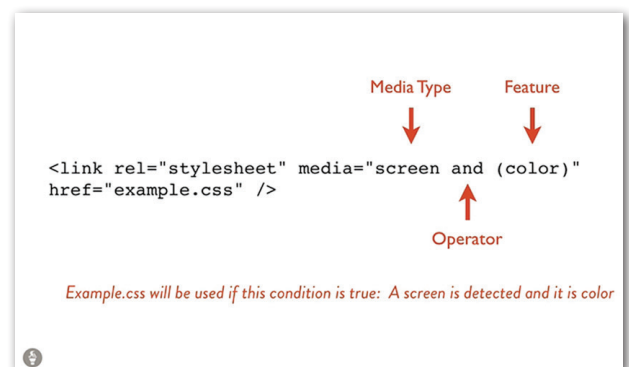 Media Type Feature
<link rel="stylesheet" media="screen and (color)"
href="example.css" />
Operator
Example.css will be used if this condition is true: A screen is detected and it is color